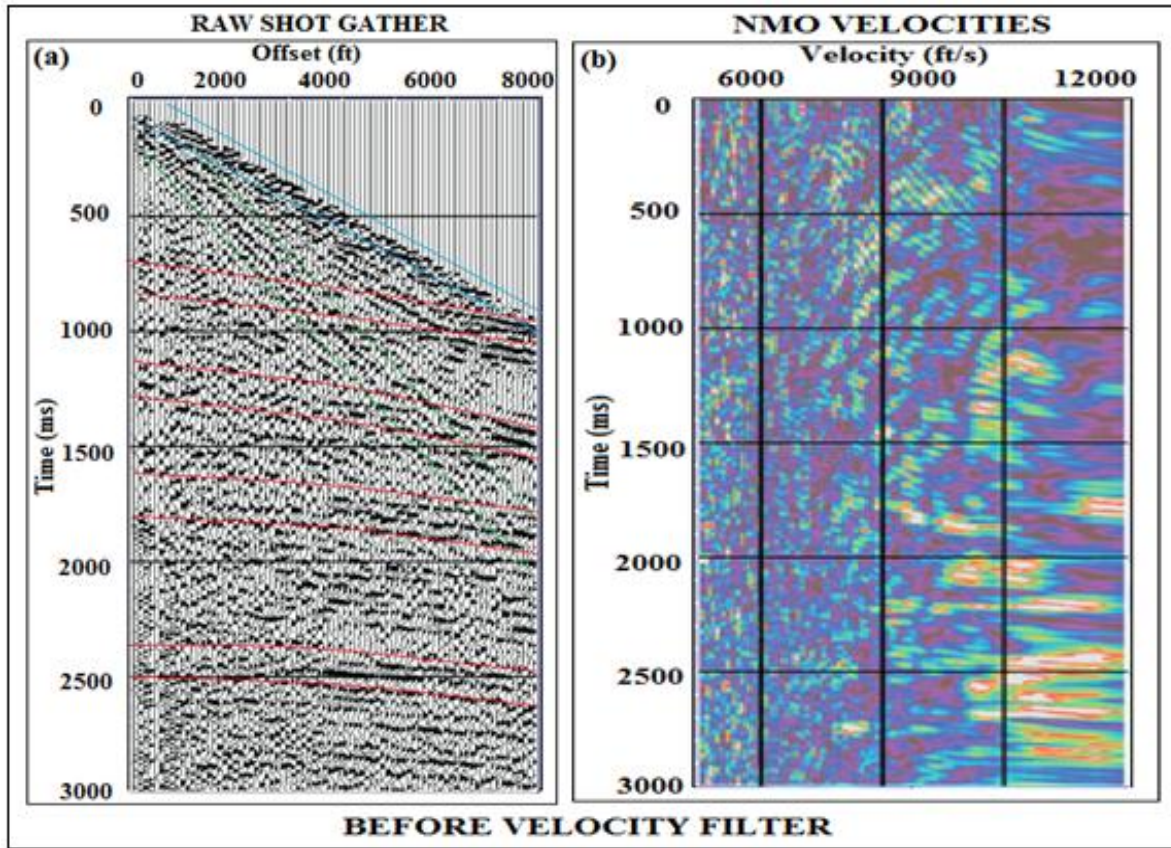 RAW SHOT GATHER
NMO VELOCITIES
(a)
Offset (ft)
0 2000 4000 6000 8000
(b)
Velocity (ft/s)
6000 9000 12000
0
500
1000
1500
2000
2500
3000
Time (ms)
0
500
1000
1500
2000
2500
3000
Time (ms)
BEFORE VELOCITY FILTER